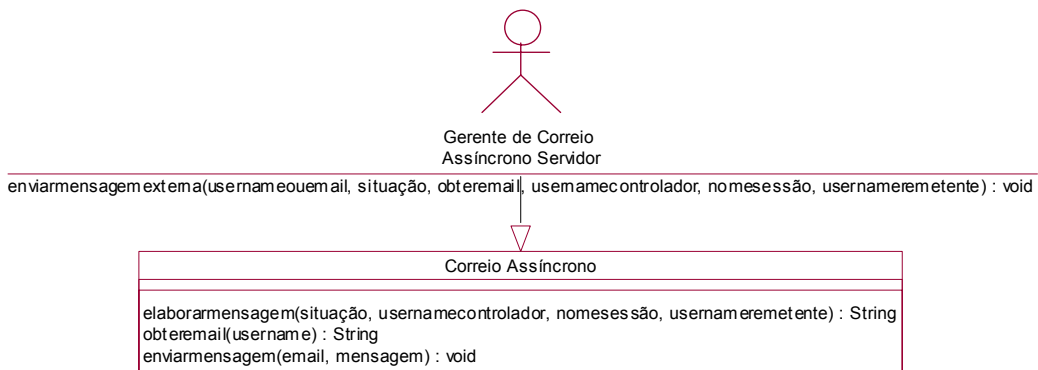 Gerente de Correio
Assíncrono Servidor
enviarmensagemexterna(usernameouemail, situação, obteremail, usernamecontrolador, nomesessão, usernameremetente) : void
Correio Assíncrono
elaborarmensagem(situação, usernamecontrolador, nomesessão, usernameremetente) : String
obteremail(username) : String
enviarmensagem(email, mensagem) : void